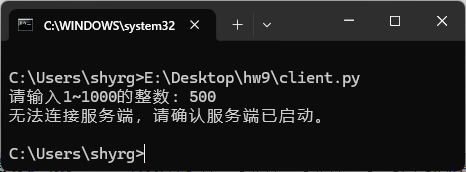 C:\WINDOWS\system32
C:\Users\shyrg>E:\Desktop\hw9\client.py
请输入1~1000的整数: 500
无法连接服务端，请确认服务端已启动。
C:\Users\shyrg>